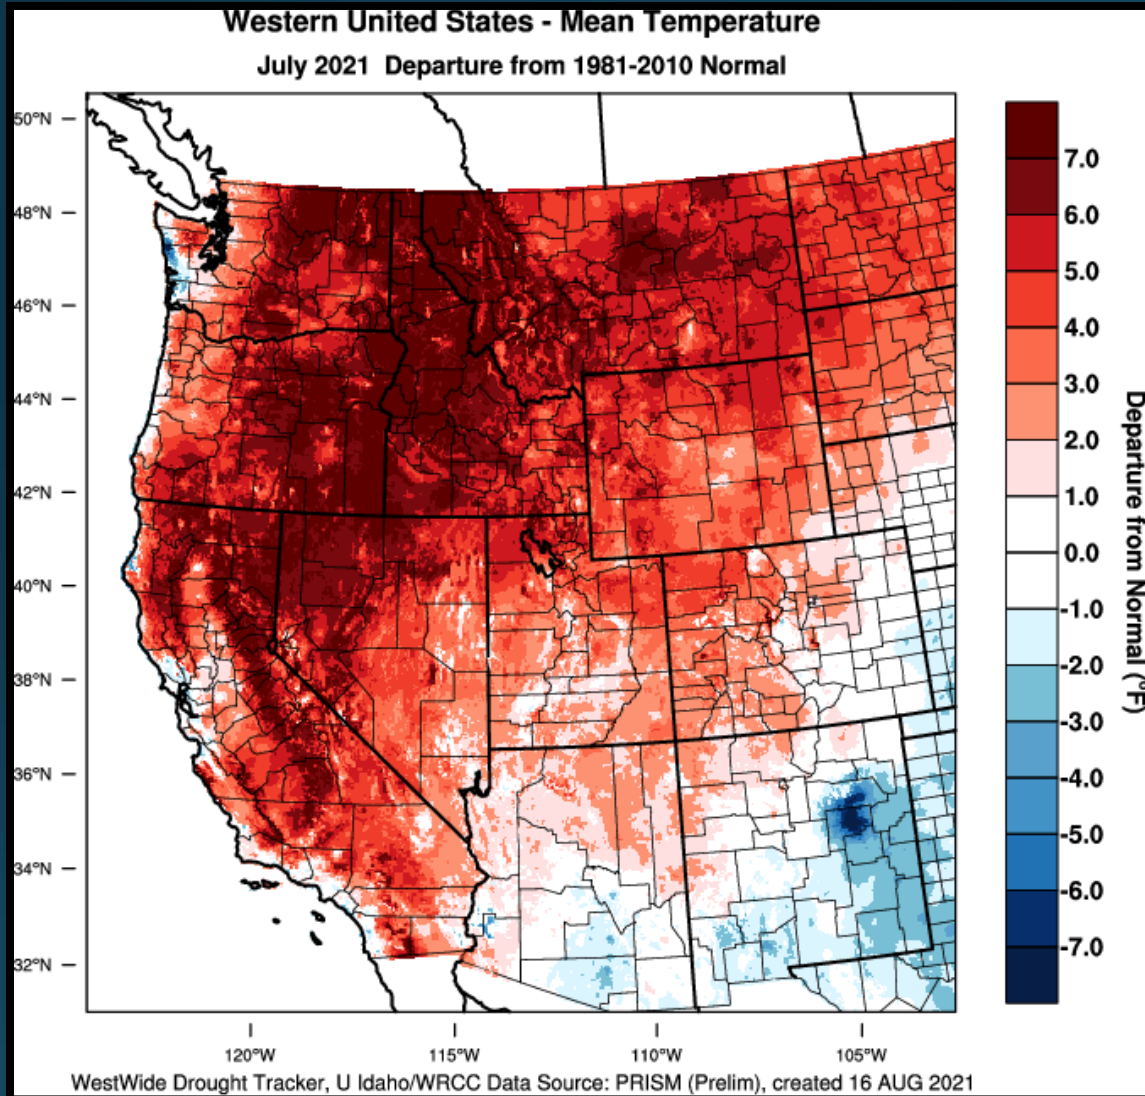 Western United States - Mean Temperature
July 2021  Departure from 1981-2010 Normal
50°N
48°N
46°N
44°N
42°N
40°N
38°N
36°N
34°N
32°N
120°W
115°W
110°W
105°W
7.0
6.0
5.0
4.0
3.0
2.0
1.0
0.0
-1.0
-2.0
-3.0
-4.0
-5.0
-6.0
-7.0
Departure from Normal (°F)
WestWide Drought Tracker, U Idaho/WRCC Data Source: PRISM (Prelim), created 16 AUG 2021